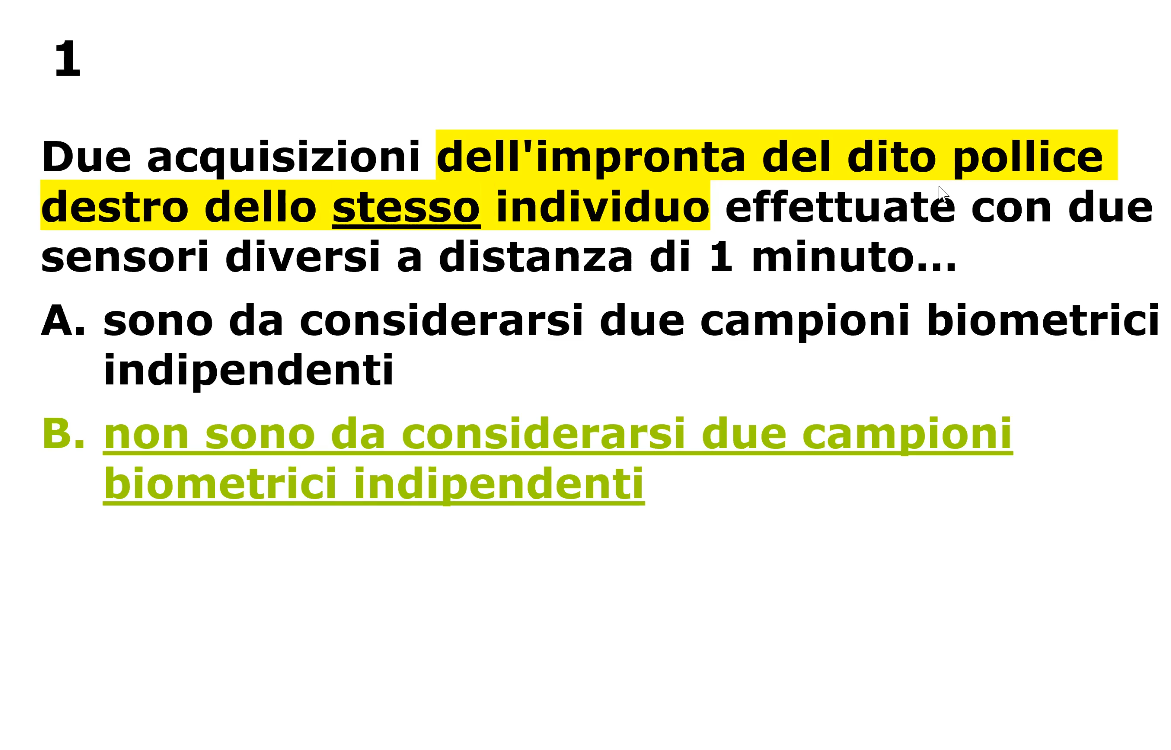 1
Due acquisizioni dell'impronta del dito pollice
destro dello stesso individuo effettuate con due
sensori diversi a distanza di 1 minuto...
A. sono da considerarsi due campioni biometrici
indipendenti
B. non sono da considerarsi due campioni
biometrici indipendenti